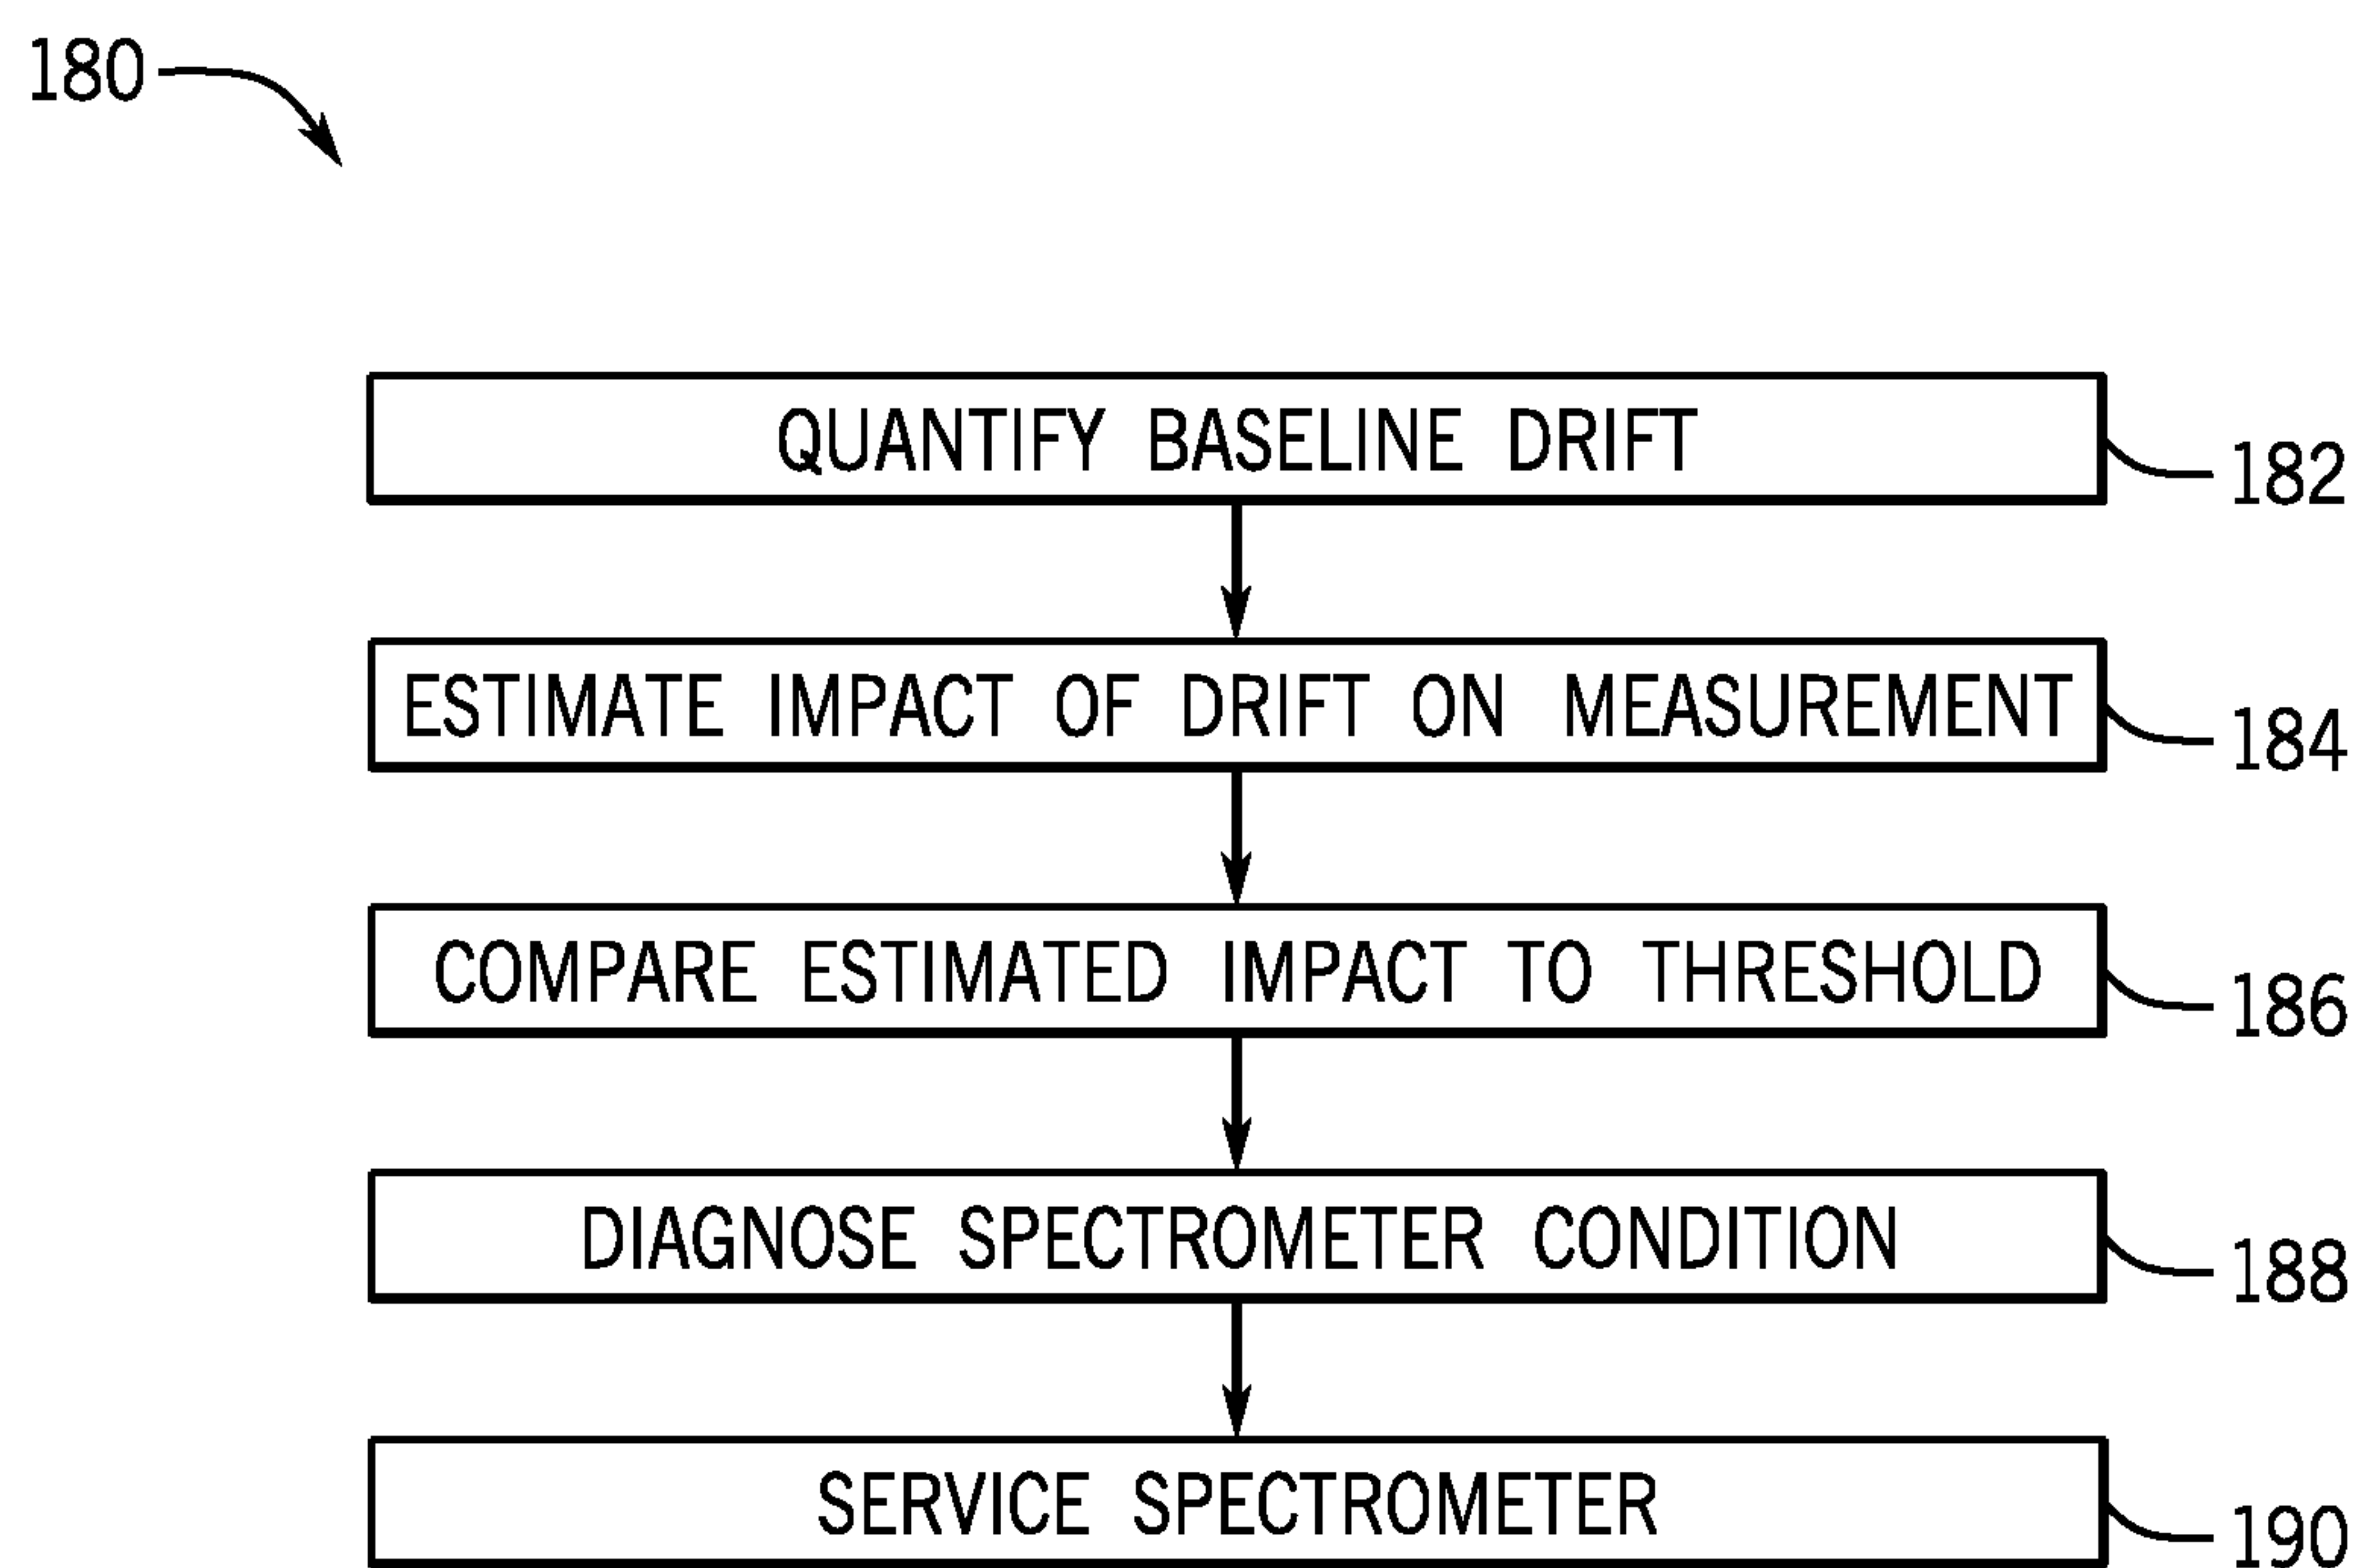 180
QUANTIFY BASELINE DRIFT
182
ESTIMATE IMPACT OF DRIFT ON MEASUREMENT
184
COMPARE ESTIMATED IMPACT TO THRESHOLD
186
DIAGNOSE SPECTROMETER CONDITION
188
SERVICE SPECTROMETER
190